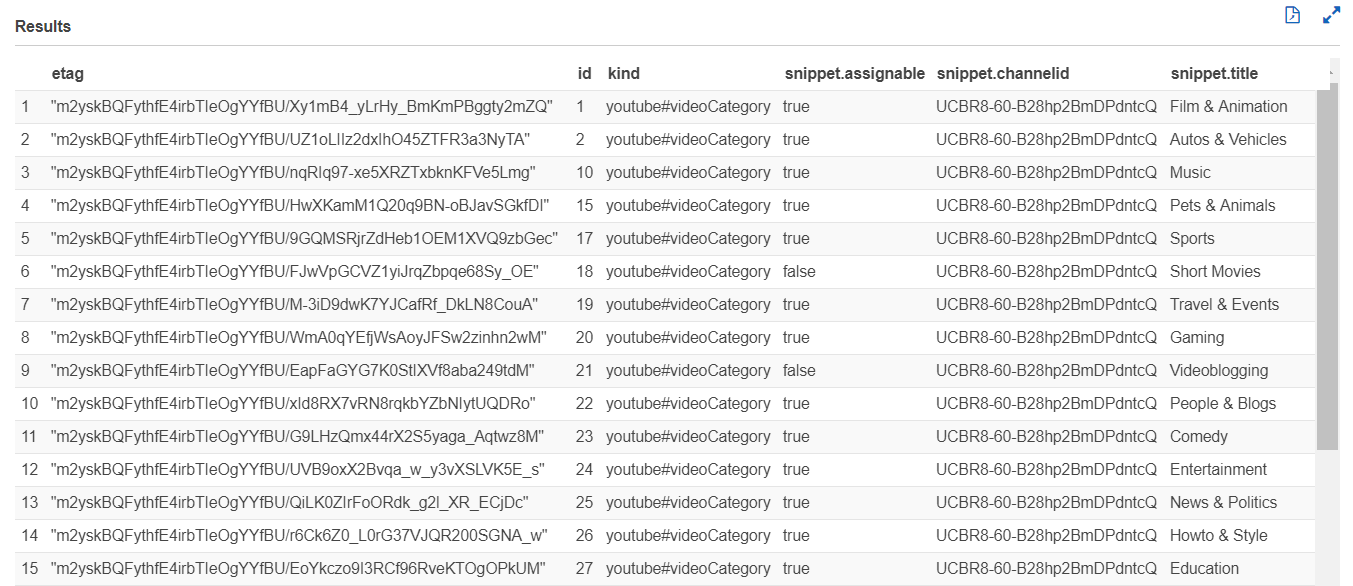 Results
etag id kind snippet.assignable snippet.channelid snippet.title
1 "m2yskBQFythfE4irbTIeOgYYfBU/Xy1mB4_yLrHy_BmKmPBggty2mZQ" 1 youtube#videoCategory true UCBR8-60-B28hp2BmDPdntcQ Film & Animation
2 "m2yskBQFythfE4irbTIeOgYYfBU/UZ1oLIIz2dxIhO45ZTFR3a3NyTA" 2 youtube#videoCategory true UCBR8-60-B28hp2BmDPdntcQ Autos & Vehicles
3 "m2yskBQFythfE4irbTIeOgYYfBU/nqRIq97-xe5XRZTxbknKFVe5Lmg" 10 youtube#videoCategory true UCBR8-60-B28hp2BmDPdntcQ Music
4 "m2yskBQFythfE4irbTIeOgYYfBU/HwXKamM1Q20q9BN-oBJavSGkfDI" 15 youtube#videoCategory true UCBR8-60-B28hp2BmDPdntcQ Pets & Animals
5 "m2yskBQFythfE4irbTIeOgYYfBU/9GQMSRjrZdHeb1OEM1XVQ9zbGec" 17 youtube#videoCategory true UCBR8-60-B28hp2BmDPdntcQ Sports
6 "m2yskBQFythfE4irbTIeOgYYfBU/FJwVpGCVZ1yiJrqZbpqe68Sy_OE" 18 youtube#videoCategory false UCBR8-60-B28hp2BmDPdntcQ Short Movies
7 "m2yskBQFythfE4irbTIeOgYYfBU/M-3iD9dwK7YJCafRf_DkLN8CouA" 19 youtube#videoCategory true UCBR8-60-B28hp2BmDPdntcQ Travel & Events
8 "m2yskBQFythfE4irbTIeOgYYfBU/WmA0qYEfjWsAoyJFSw2zinhn2wM" 20 youtube#videoCategory true UCBR8-60-B28hp2BmDPdntcQ Gaming
9 "m2yskBQFythfE4irbTIeOgYYfBU/EapFaGYG7K0StIXVf8aba249tdM" 21 youtube#videoCategory false UCBR8-60-B28hp2BmDPdntcQ Videoblogging
10 "m2yskBQFythfE4irbTIeOgYYfBU/xId8RX7vRN8rqkbYZbNIytUQDRo" 22 youtube#videoCategory true UCBR8-60-B28hp2BmDPdntcQ People & Blogs
11 "m2yskBQFythfE4irbTIeOgYYfBU/G9LHzQmx44rX2S5yaga_Aqtwz8M" 23 youtube#videoCategory true UCBR8-60-B28hp2BmDPdntcQ Comedy
12 "m2yskBQFythfE4irbTIeOgYYfBU/UVB9oxX2Bvqa_w_y3vXSLVK5E_s" 24 youtube#videoCategory true UCBR8-60-B28hp2BmDPdntcQ Entertainment
13 "m2yskBQFythfE4irbTIeOgYYfBU/QiLK0ZIrFoORdk_g2l_XR_ECjDc" 25 youtube#videoCategory true UCBR8-60-B28hp2BmDPdntcQ News & Politics
14 "m2yskBQFythfE4irbTIeOgYYfBU/r6Ck6Z0_L0rG37VJQR200SGNA_w" 26 youtube#videoCategory true UCBR8-60-B28hp2BmDPdntcQ Howto & Style
15 "m2yskBQFythfE4irbTIeOgYYfBU/EoYkczo9I3RCf96RveKTOgOPkUM" 27 youtube#videoCategory true UCBR8-60-B28hp2BmDPdntcQ Education